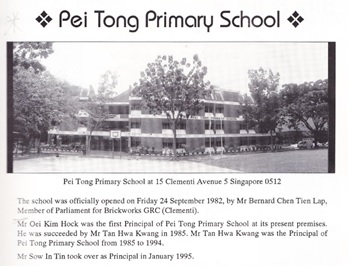 ❖ Pei Tong Primary School ❖
Pei Tong Primary School at 15 Clementi Avenue 5 Singapore 0512
The school was officially opened on Friday 24 September 1982, by Mr Bernard Chen Tien Lap,
Member of Parliament for Brickworks GRC (Clementi).
Mr Oei Kim Hock was the first Principal of Pei Tong Primary School at its present premises.
He was succeeded by Mr Tan Hwa Kwang in 1985. Mr Tan Hwa Kwang was the Principal of
Pei Tong Primary School from 1985 to 1994.
Mr Sow In Tin took over as Principal in January 1995.